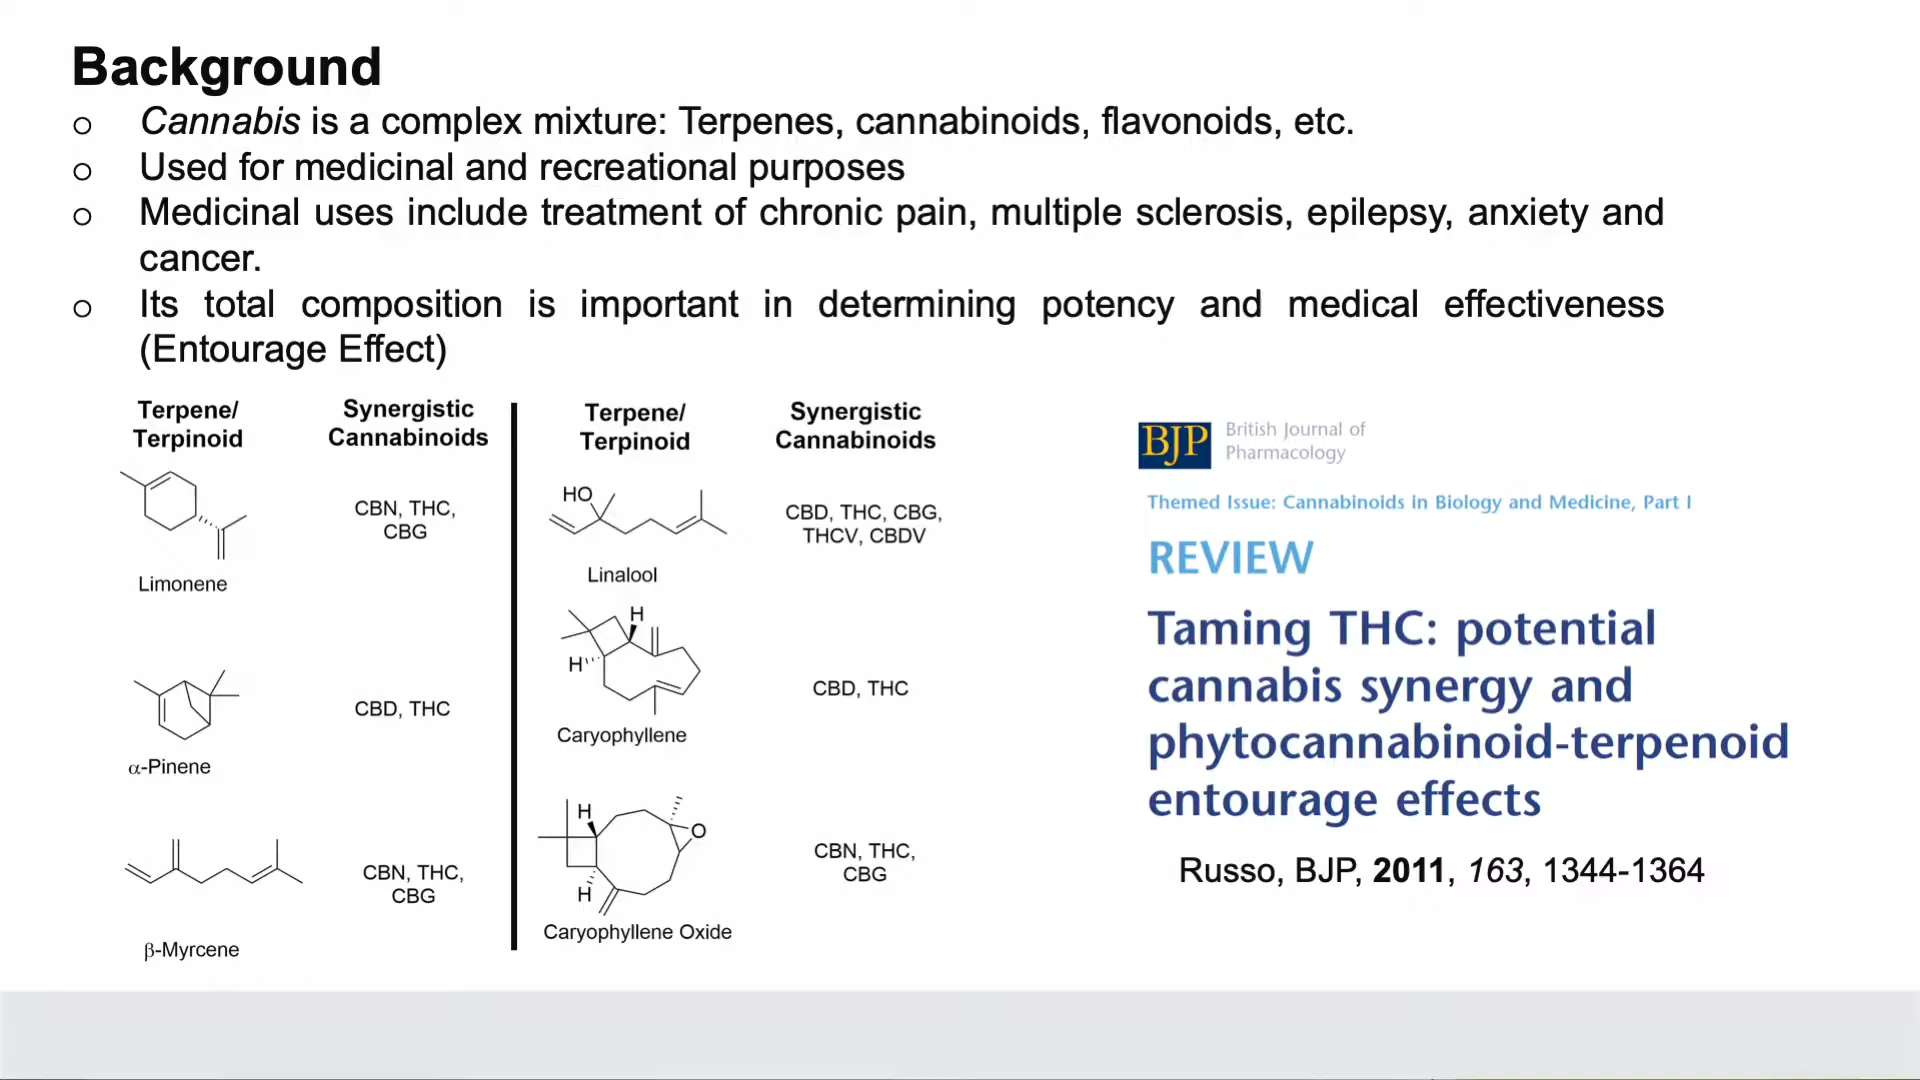 Background
○ Cannabis is a complex mixture: Terpenes, cannabinoids, flavonoids, etc.
○ Used for medicinal and recreational purposes
○ Medicinal uses include treatment of chronic pain, multiple sclerosis, epilepsy, anxiety and
cancer.
○ Its total composition is important in determining potency and medical effectiveness
(Entourage Effect)
Terpene/
Terpinoid
Synergistic
Cannabinoids
Limonene
CBN, THC,
CBG
α-Pinene
CBD, THC
β-Myrcene
CBN, THC,
CBG
Terpene/
Terpinoid
Synergistic
Cannabinoids
HO
Linalool
CBD, THC, CBG,
THCV, CBDV
H
H
Caryophyllene
CBD, THC
H
O
H
Caryophyllene Oxide
CBN, THC,
CBG
BJP
British Journal of
Pharmacology
Themed Issue: Cannabinoids in Biology and Medicine, Part I
REVIEW
Taming THC: potential
cannabis synergy and
phytocannabinoid-terpenoid
entourage effects
Russo, BJP, 2011, 163, 1344-1364